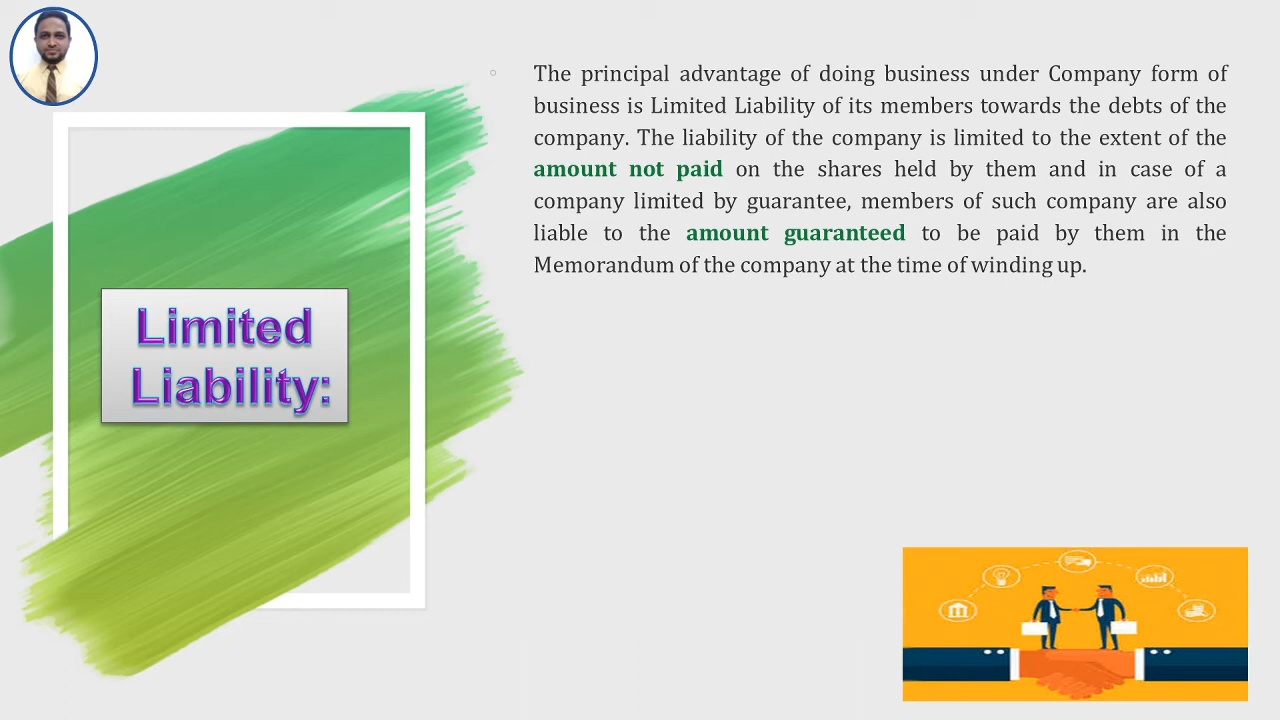 Limited
Liability:
The principal advantage of doing business under Company form of
business is Limited Liability of its members towards the debts of the
company. The liability of the company is limited to the extent of the
amount not paid on the shares held by them and in case of a
company limited by guarantee, members of such company are also
liable to the amount guaranteed to be paid by them in the
Memorandum of the company at the time of winding up.